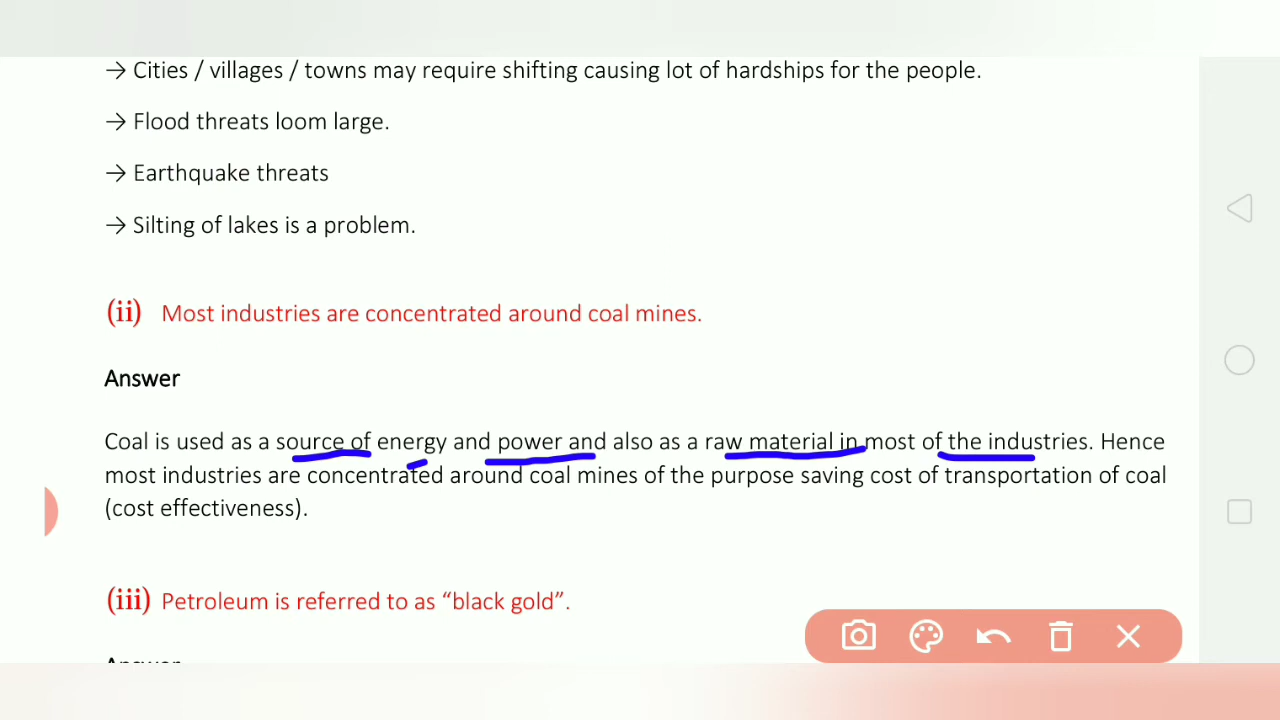 → Cities / villages / towns may require shifting causing lot of hardships for the people.
→ Flood threats loom large.
→ Earthquake threats
→ Silting of lakes is a problem.
(ii) Most industries are concentrated around coal mines.
Answer
Coal is used as a source of energy and power and also as a raw material in most of the industries. Hence
most industries are concentrated around coal mines of the purpose saving cost of transportation of coal
(cost effectiveness).
(iii) Petroleum is referred to as “black gold”.
Answer